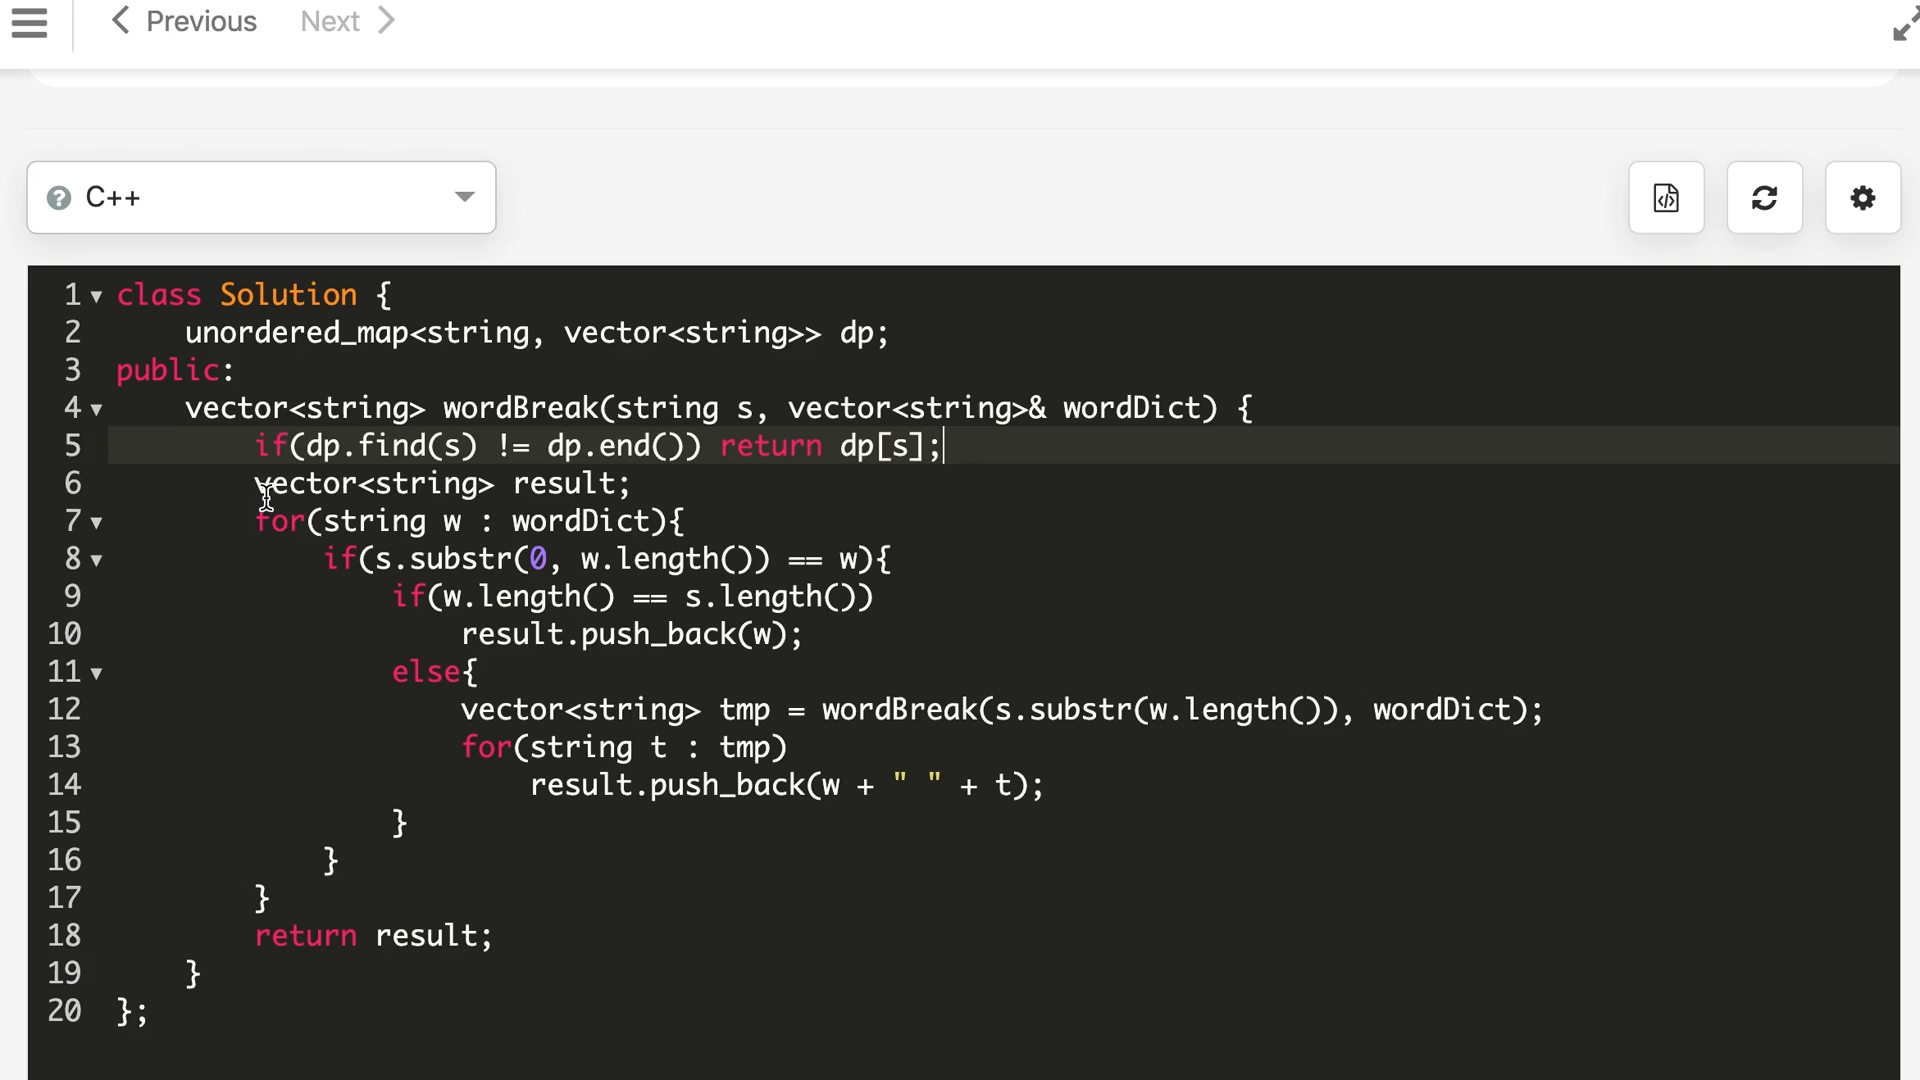 Previous Next
C++
1 class Solution {
2 unordered_map<string, vector<string>> dp;
3 public:
4 vector<string> wordBreak(string s, vector<string>& wordDict) {
5 if(dp.find(s) != dp.end()) return dp[s];
6 vector<string> result;
7 for(string w : wordDict){
8 if(s.substr(0, w.length()) == w){
9 if(w.length() == s.length())
10 result.push_back(w);
11 else{
12 vector<string> tmp = wordBreak(s.substr(w.length()), wordDict);
13 for(string t : tmp)
14 result.push_back(w + " " + t);
15 }
16 }
17 }
18 return result;
19 }
20 };